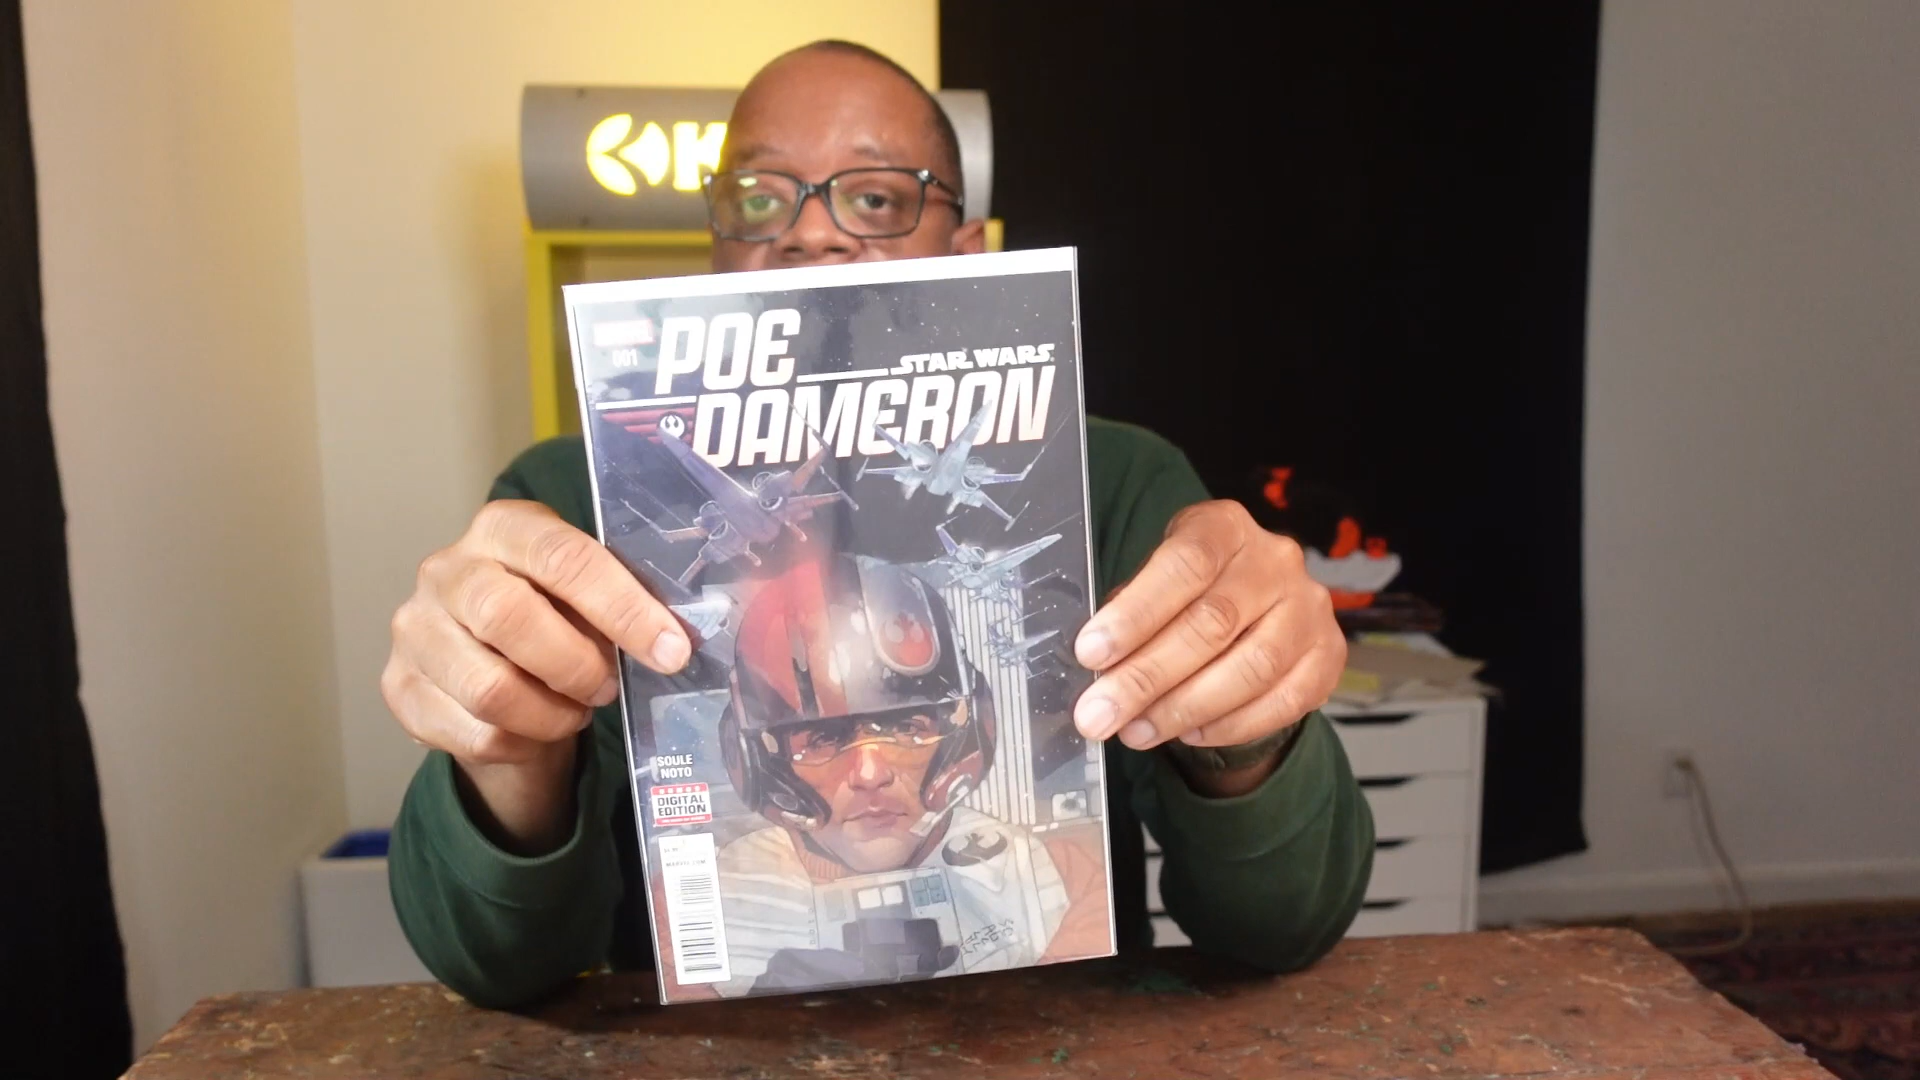 K
MARVEL
001
POE
STAR WARS
DAMERON
SOULE
NOTO
DIGITAL
EDITION
MARVEL.COM